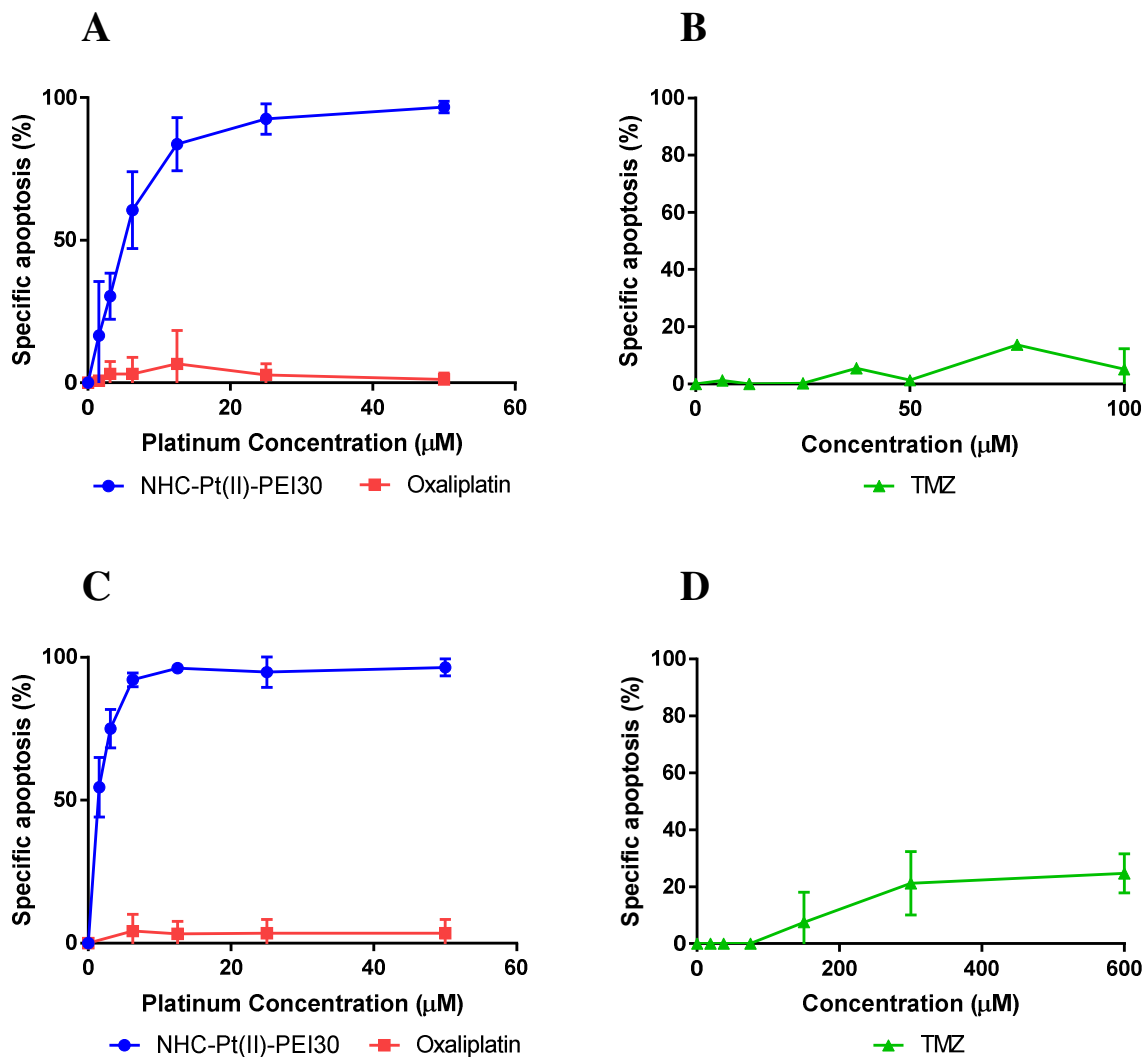 A
Specific apoptosis (%)
100
50
0
0 20 40 60
Platinum Concentration (μM)
NHC-Pt(II)-PEI30 Oxaliplatin
B
Specific apoptosis (%)
100
80
60
40
20
0
0 50 100
Concentration (μM)
TMZ
C
Specific apoptosis (%)
100
50
0
0 20 40 60
Platinum Concentration (μM)
NHC-Pt(II)-PEI30 Oxaliplatin
D
Specific apoptosis (%)
100
80
60
40
20
0
0 200 400 600
Concentration (μM)
TMZ